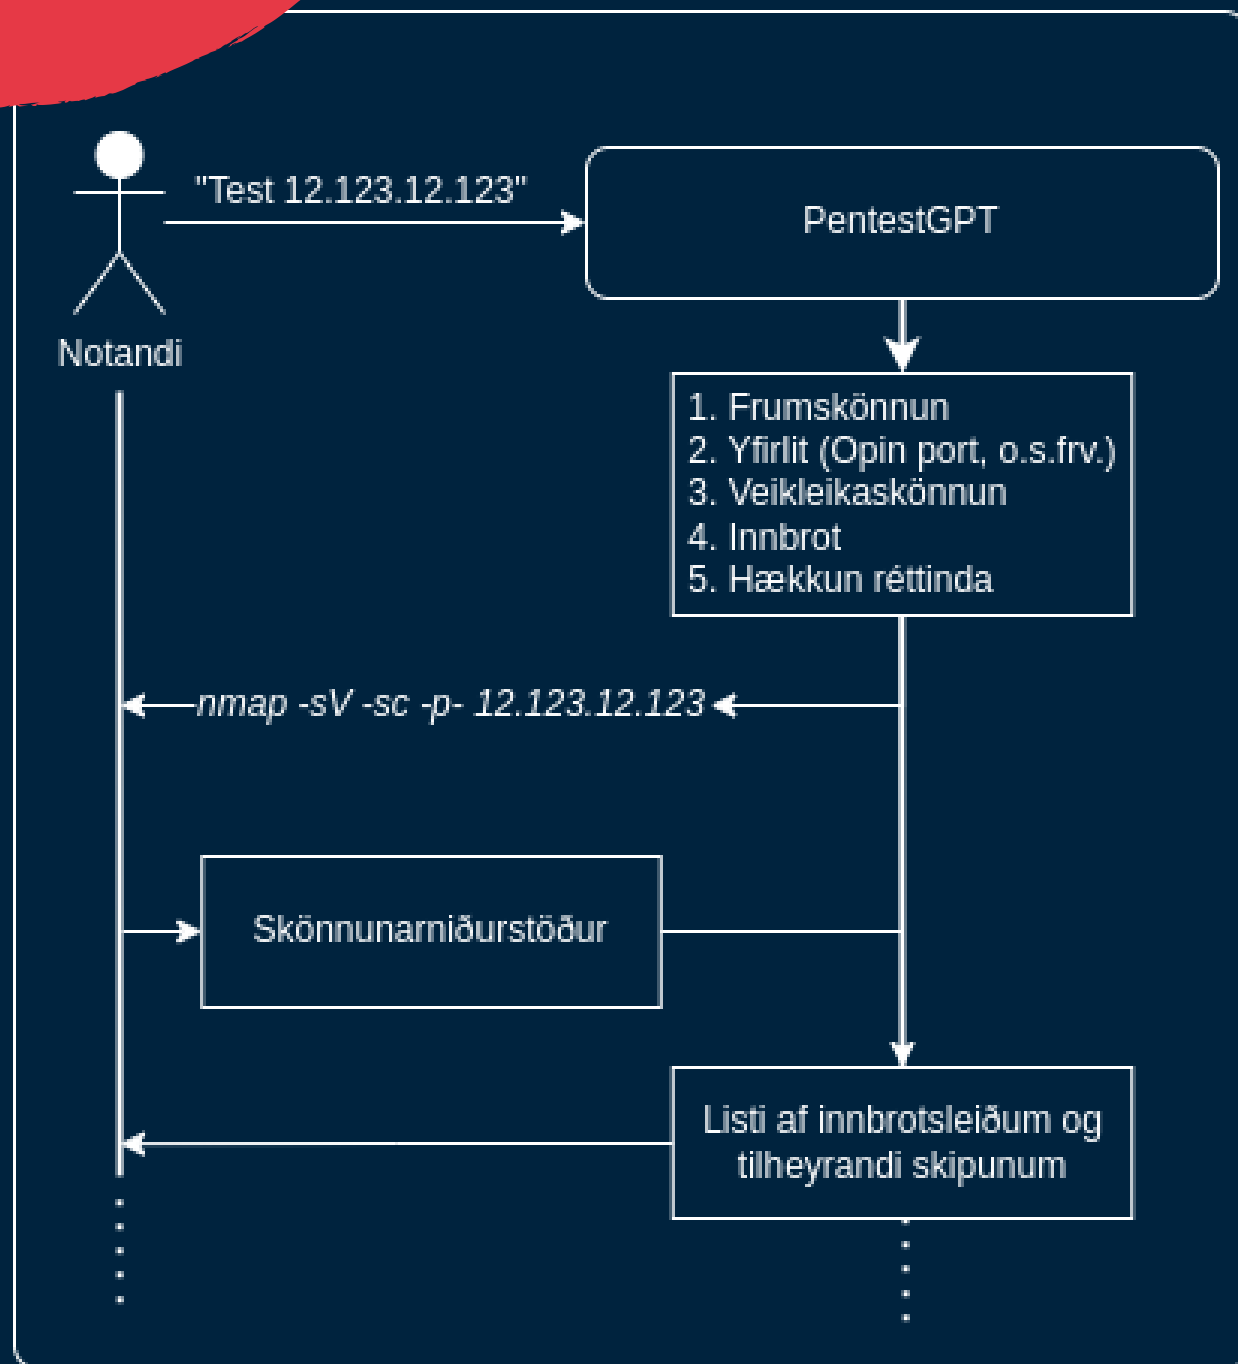 "Test 12.123.12.123"
PentestGPT
Notandi
1. Frumskönnun
2. Yfirlit (Opin port, o.s.frv.)
3. Veikleikaskönnun
4. Innbrot
5. Hækkun réttinda
nmap -sV -sc -p- 12.123.12.123
Skönnunarniðurstöður
Listi af innbrotsleiðum og
tilheyrandi skipunum